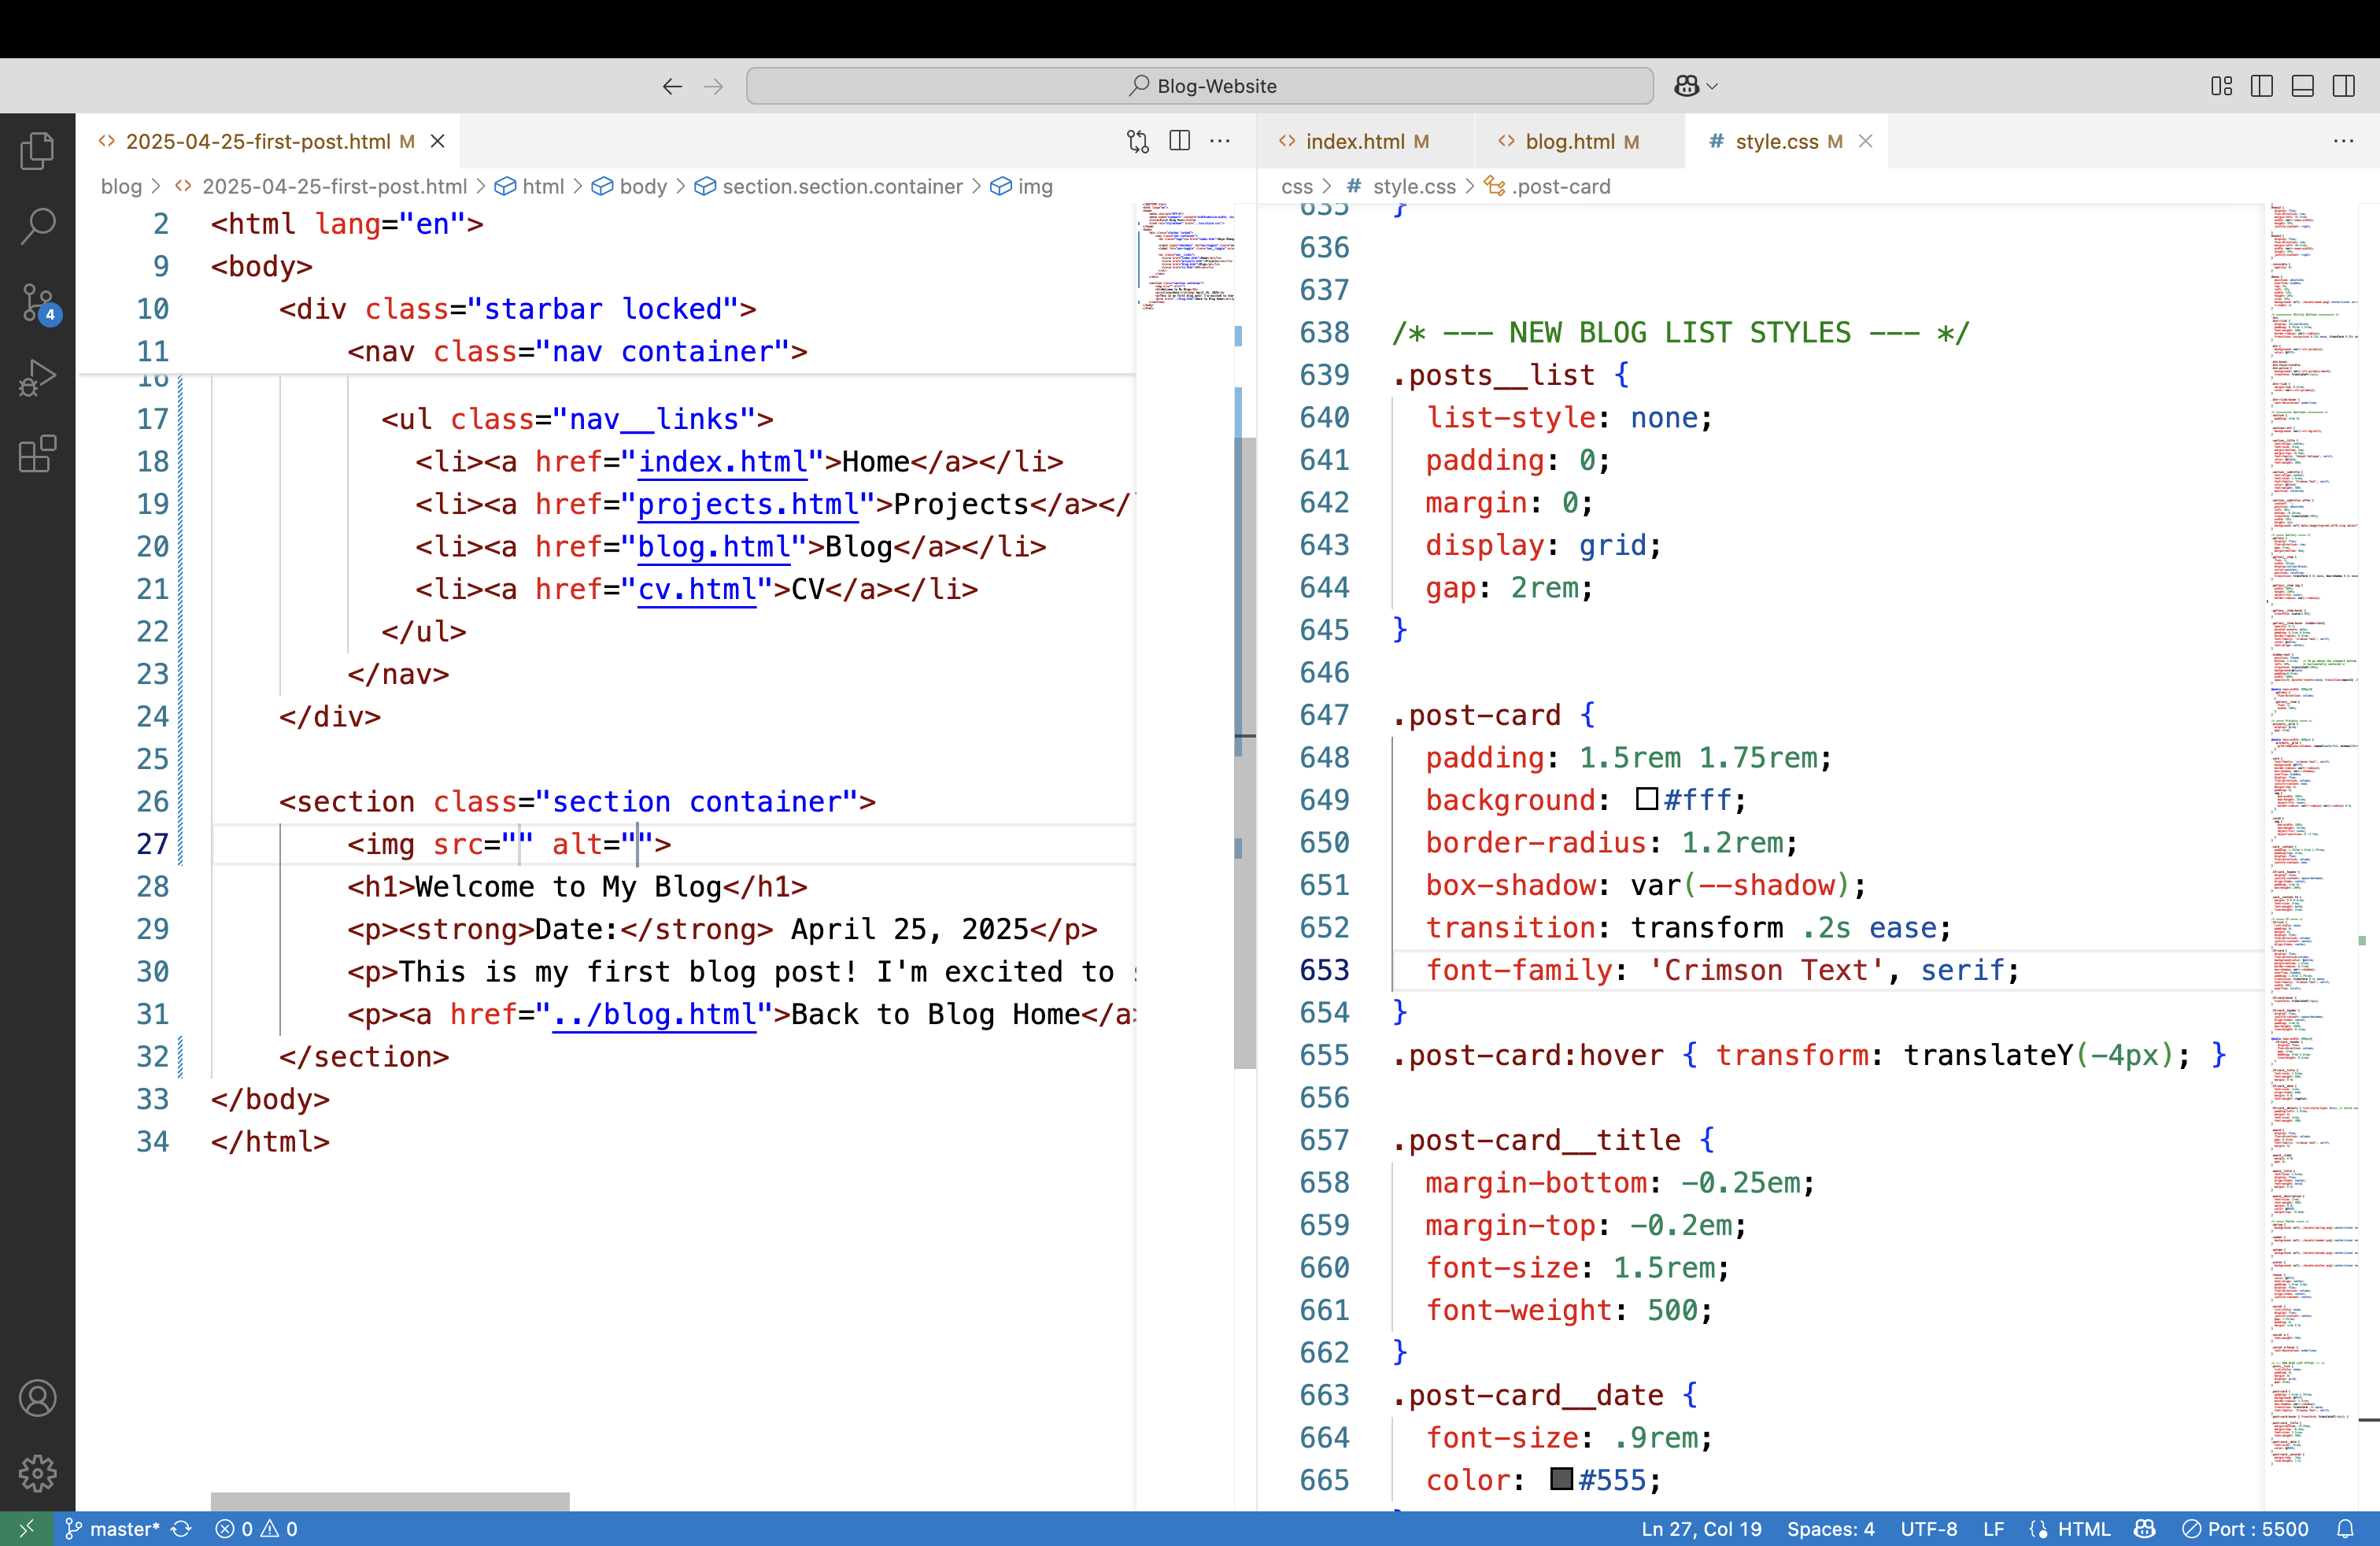 Blog-Website
2025-04-25-first-post.html M
index.html M
blog.html M
# style.css M
blog > 2025-04-25-first-post.html > html > body > section.section.container > img
css > # style.css > .post-card
2 <html lang="en">
9 <body>
10 <div class="starbar locked">
11 <nav class="nav container">
16
17 <ul class="nav__links">
18 <li><a href="index.html">Home</a></li>
19 <li><a href="projects.html">Projects</a></
20 <li><a href="blog.html">Blog</a></li>
21 <li><a href="cv.html">CV</a></li>
22 </ul>
23 </nav>
24 </div>
25
26 <section class="section container">
27 <img src="" alt="">
28 <h1>Welcome to My Blog</h1>
29 <p><strong>Date:</strong> April 25, 2025</p>
30 <p>This is my first blog post! I'm excited to
31 <p><a href="../blog.html">Back to Blog Home</a>
32 </section>
33 </body>
34 </html>
635 }
636
637
638 /* --- NEW BLOG LIST STYLES --- */
639 .posts__list {
640 list-style: none;
641 padding: 0;
642 margin: 0;
643 display: grid;
644 gap: 2rem;
645 }
646
647 .post-card {
648 padding: 1.5rem 1.75rem;
649 background: #fff;
650 border-radius: 1.2rem;
651 box-shadow: var(--shadow);
652 transition: transform .2s ease;
653 font-family: 'Crimson Text', serif;
654 }
655 .post-card:hover { transform: translateY(-4px); }
656
657 .post-card__title {
658 margin-bottom: -0.25em;
659 margin-top: -0.2em;
660 font-size: 1.5rem;
661 font-weight: 500;
662 }
663 .post-card__date {
664 font-size: .9rem;
665 color: #555;
4
master* 0 0
Ln 27, Col 19 Spaces: 4 UTF-8 LF HTML Port : 5500